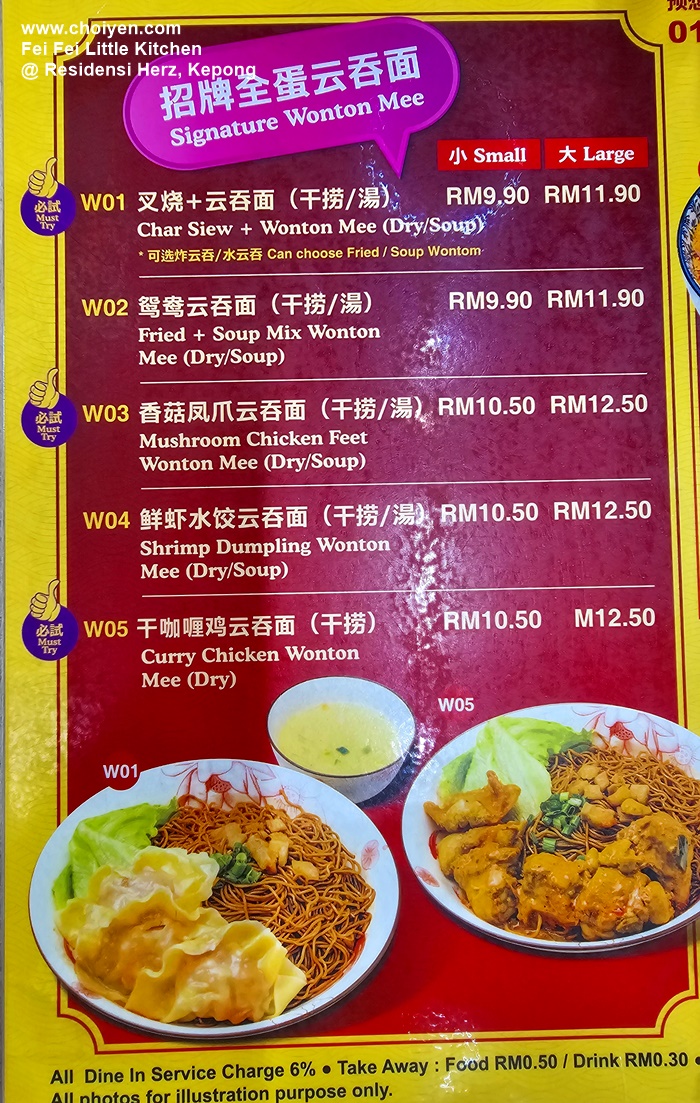 www.choiyen.com
Fei Fei Little Kitchen
@ Residensi Herz, Kepong
01
招牌全蛋云吞面
Signature Wonton Mee
小 Small 大 Large
必試
Must
Try
W01 叉烧+云吞面（干捞/湯） RM9.90 RM11.90
Char Siew + Wonton Mee (Dry/Soup)
* 可选炸云吞/水云吞 Can choose Fried / Soup Wontom
W02 鸳鸯云吞面（干捞/湯） RM9.90 RM11.90
Fried + Soup Mix Wonton
Mee (Dry/Soup)
必試
Must
Try
W03 香菇凤爪云吞面（干捞/湯） RM10.50 RM12.50
Mushroom Chicken Feet
Wonton Mee (Dry/Soup)
W04 鲜虾水饺云吞面（干捞/湯） RM10.50 RM12.50
Shrimp Dumpling Wonton
Mee (Dry/Soup)
必試
Must
Try
W05 干咖喱鸡云吞面（干捞） RM10.50 M12.50
Curry Chicken Wonton
Mee (Dry)
W05
W01
All Dine In Service Charge 6% ● Take Away : Food RM0.50 / Drink RM0.30 ●
All photos for illustration purpose only.